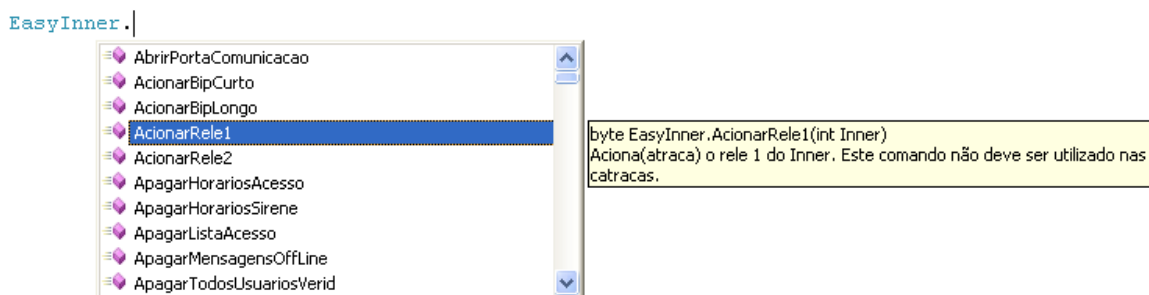 EasyInner.
AbrirPortaComunicacao
AcionarBipCurto
AcionarBipLongo
AcionarRele1
AcionarRele2
ApagarHorariosAcesso
ApagarHorariosSirene
ApagarListaAcesso
ApagarMensagensOffLine
ApagarTodosUsuariosVerid
byte EasyInner.AcionarRele1(int Inner)
Aciona(atraca) o rele 1 do Inner. Este comando não deve ser utilizado nas
catracas.